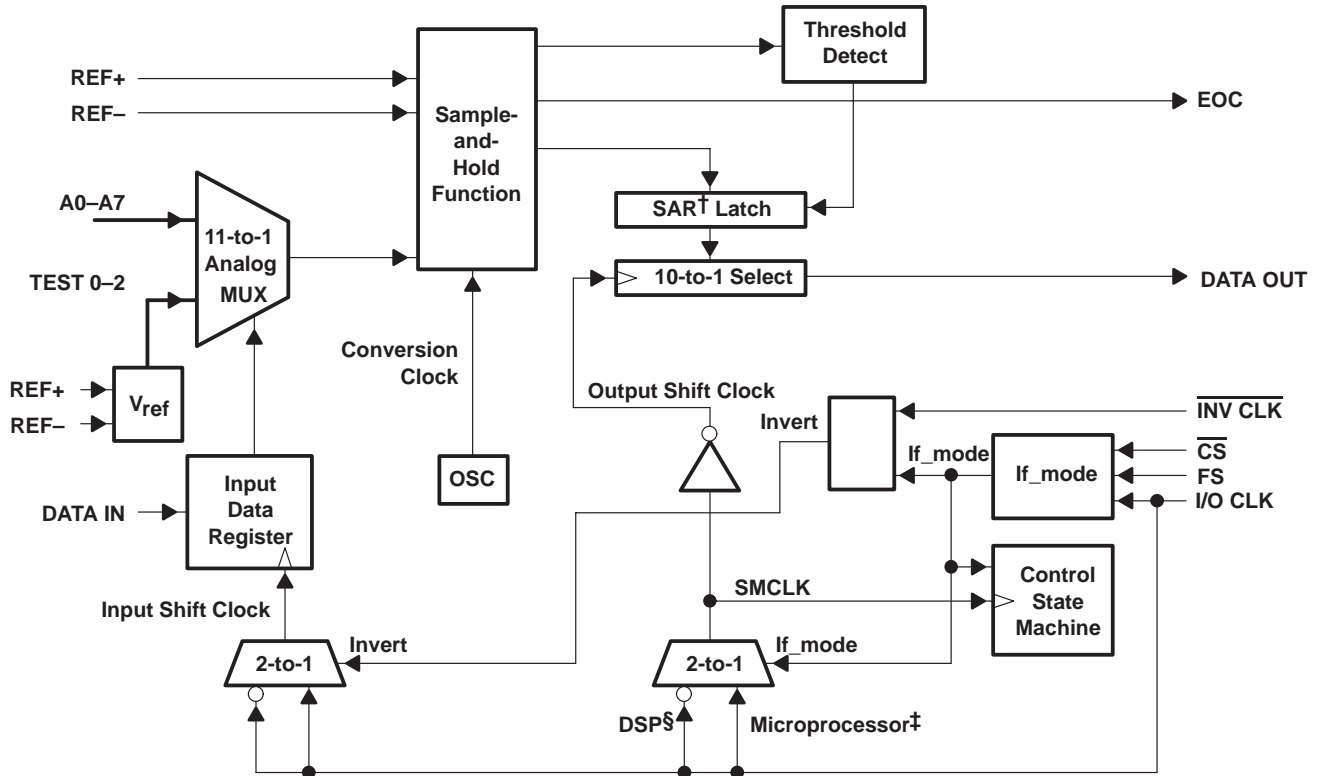 Threshold
Detect
REF+
REF–
Sample-
and-
Hold
Function
EOC
A0–A7
SAR† Latch
11-to-1
Analog
MUX
10-to-1 Select
DATA OUT
TEST 0–2
Conversion
Clock
REF+
REF–
Vref
Output Shift Clock
Invert
INV CLK
If_mode
If_mode
CS
FS
I/O CLK
OSC
Input
Data
Register
DATA IN
Control
State
Machine
SMCLK
Input Shift Clock
Invert
2-to-1
If_mode
2-to-1
DSP§
Microprocessor‡